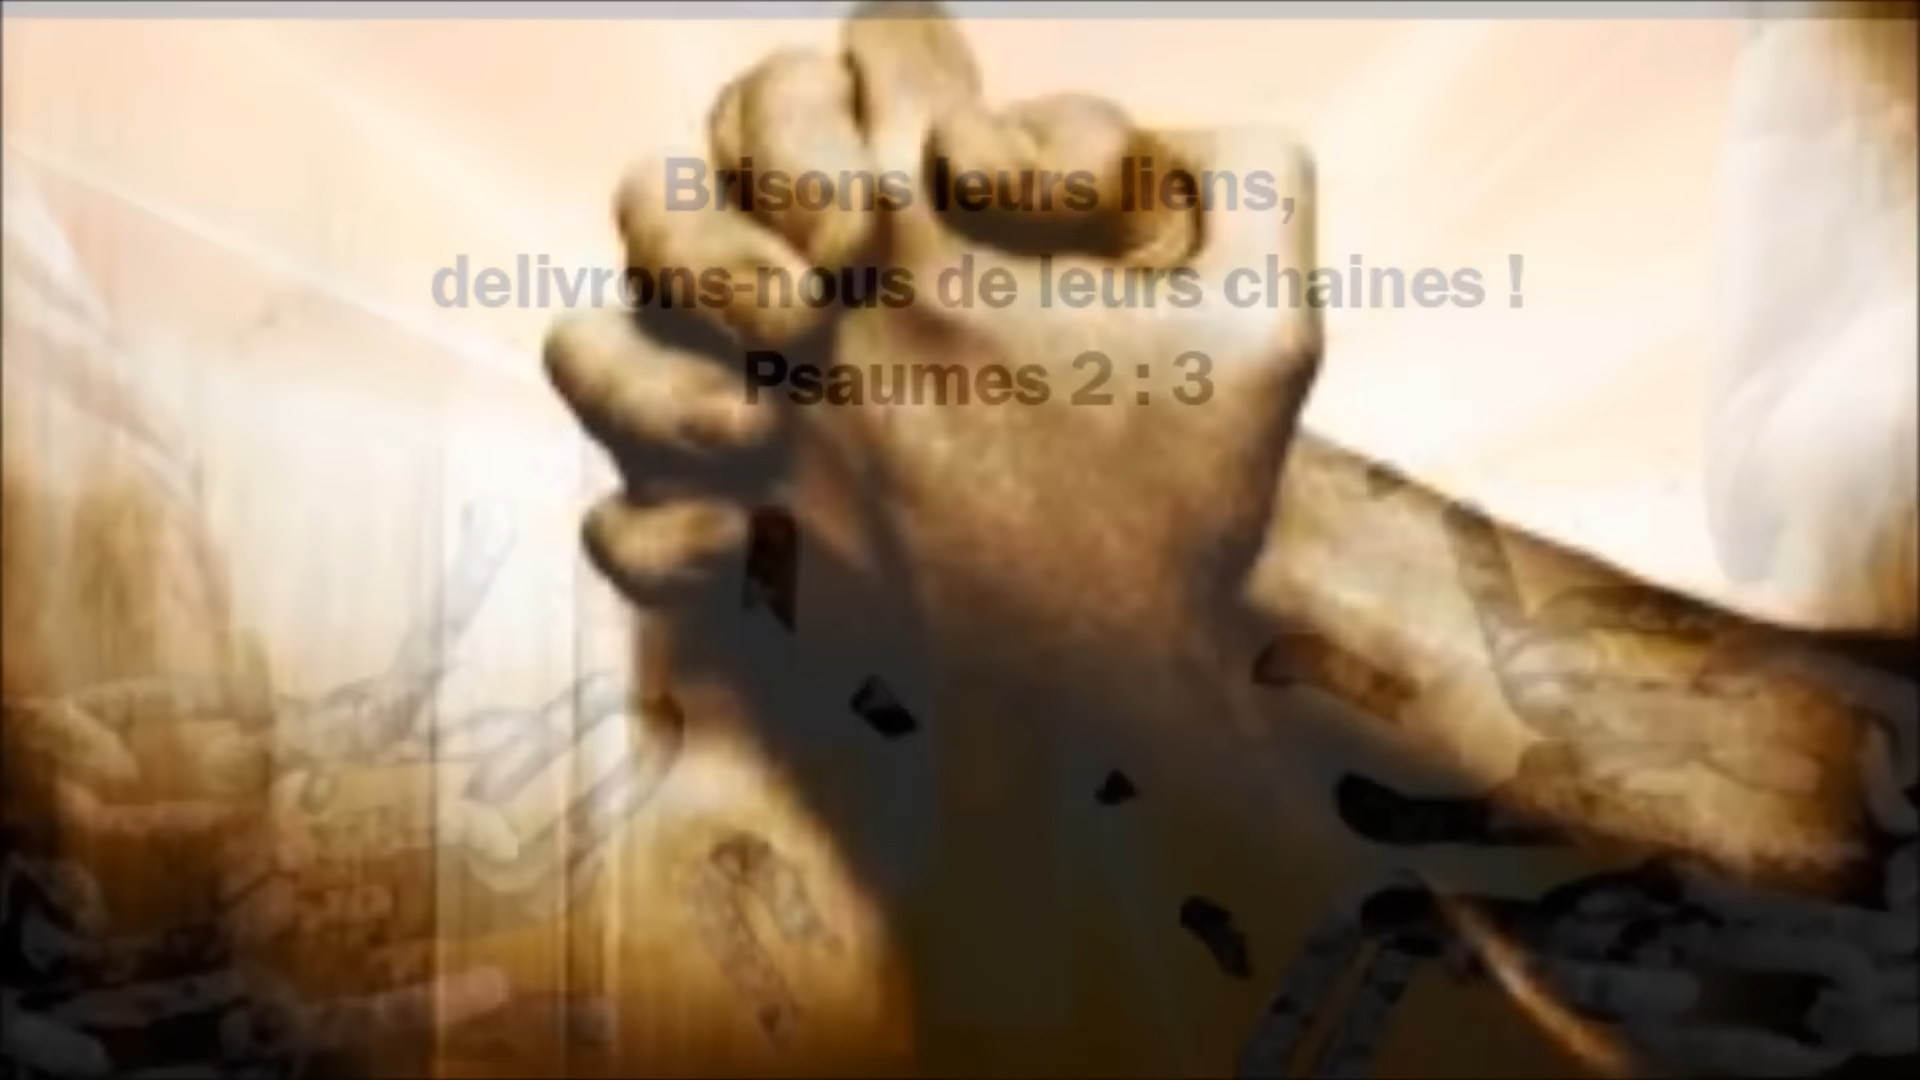 Brisons leurs liens,
delivrons-nous de leurs chaines !
Psaumes 2 : 3